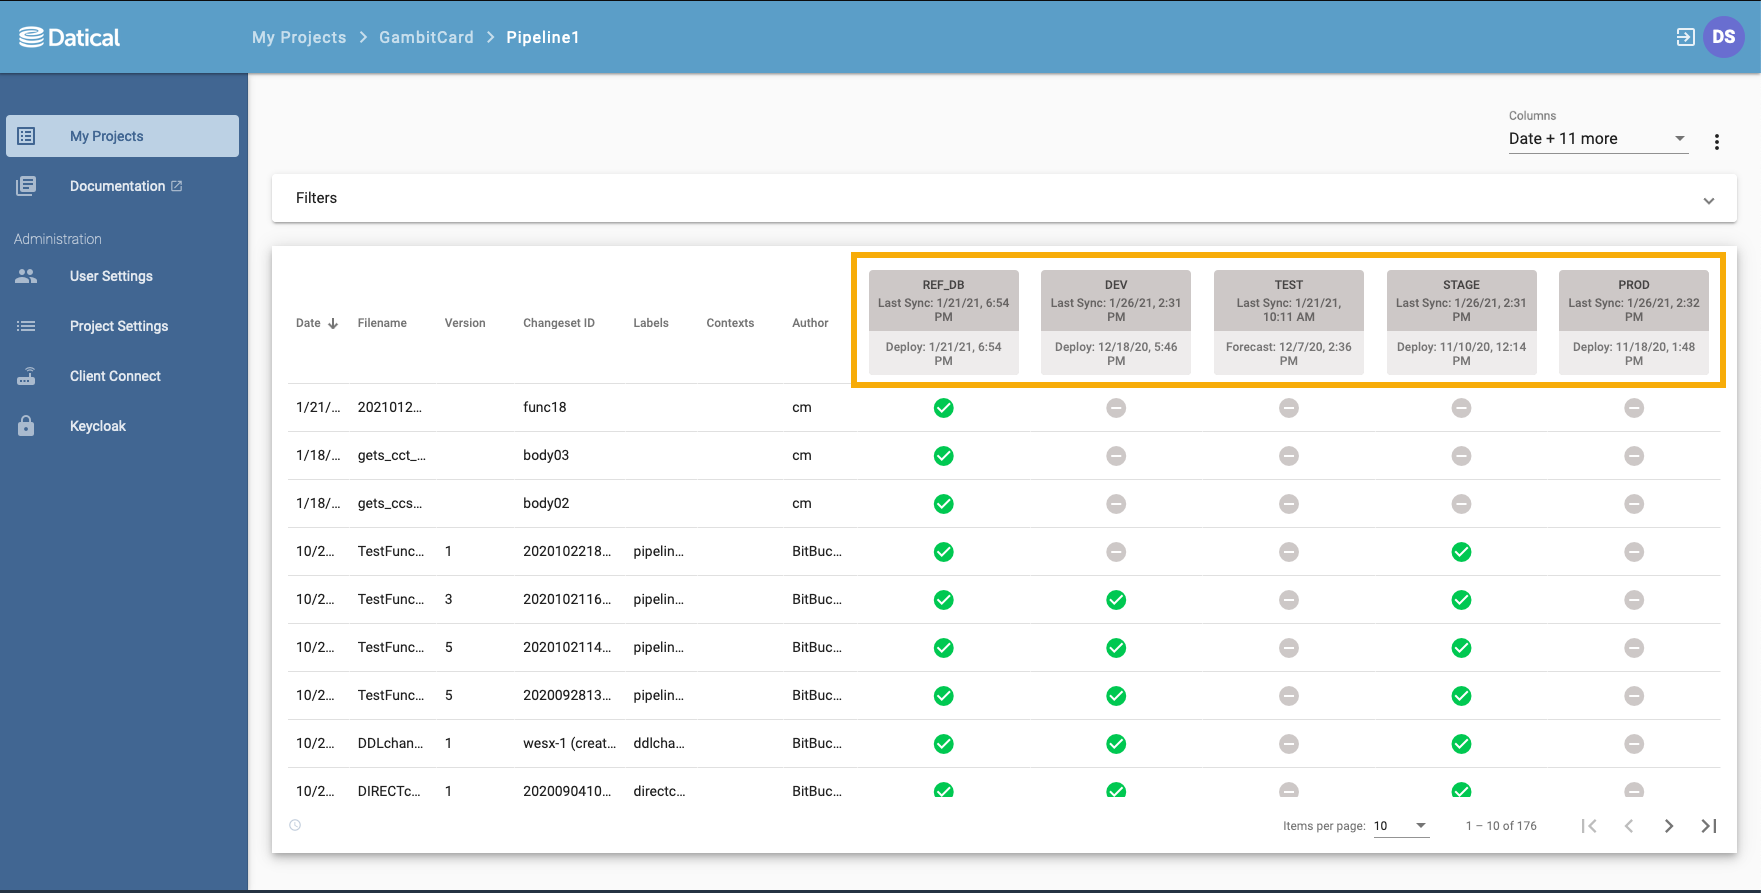 Datical
My Projects > GambitCard > Pipeline1
DS
My Projects
Documentation
Administration
User Settings
Project Settings
Client Connect
Keycloak
Columns
Date + 11 more
Filters
Date Filename Version Changeset ID Labels Contexts Author
REF_DB
Last Sync: 1/21/21, 6:54
PM
Deploy: 1/21/21, 6:54
PM
DEV
Last Sync: 1/26/21, 2:31
PM
Deploy: 12/18/20, 5:46
PM
TEST
Last Sync: 1/21/21,
10:11 AM
Forecast: 12/7/20, 2:36
PM
STAGE
Last Sync: 1/26/21, 2:31
PM
Deploy: 11/10/20, 12:14
PM
PROD
Last Sync: 1/26/21, 2:32
PM
Deploy: 11/18/20, 1:48
PM
1/21/... 2021012... func18 cm
1/18/... gets_cct_... body03 cm
1/18/... gets_ccs... body02 cm
10/2... TestFunc... 1 2020102218... pipelin... BitBuc...
10/2... TestFunc... 3 2020102116... pipelin... BitBuc...
10/2... TestFunc... 5 2020102114... pipelin... BitBuc...
10/2... TestFunc... 5 2020092813... pipelin... BitBuc...
10/2... DDLchan... 1 wesx-1 (creat... ddlcha... BitBuc...
10/2... DIRECTc... 1 2020090410... directc... BitBuc...
Items per page: 10 1 – 10 of 176